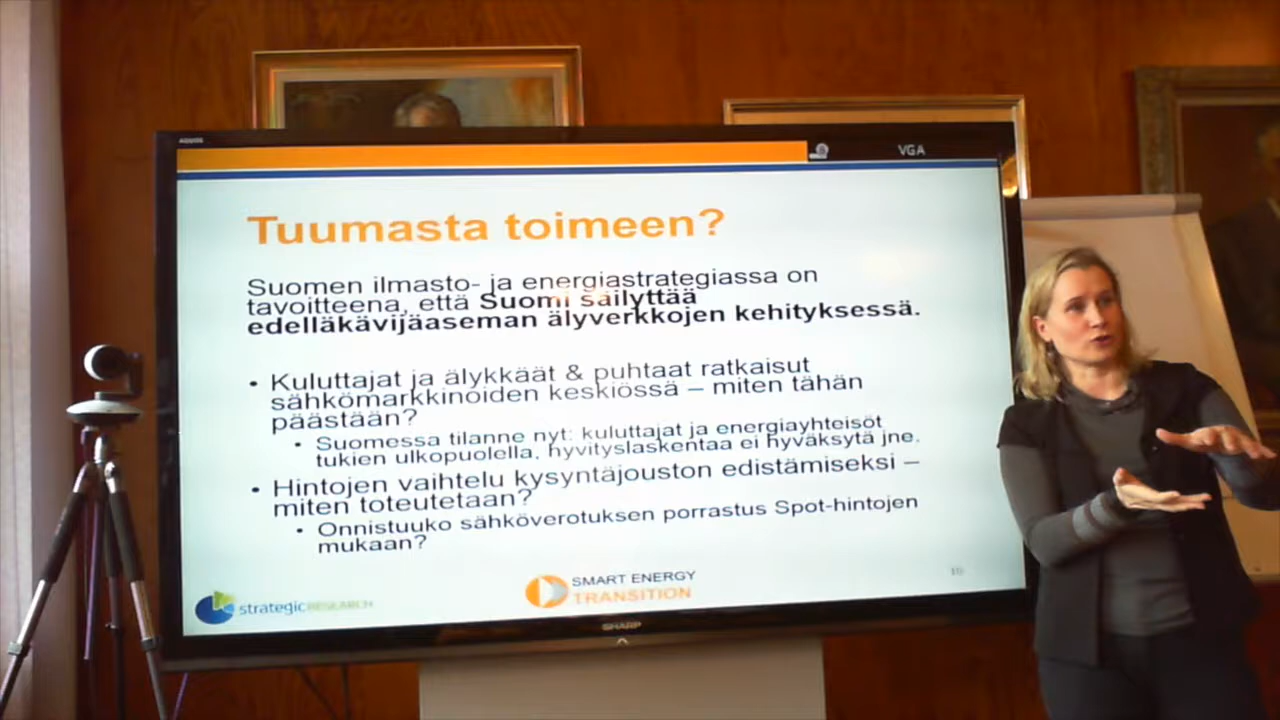 VGA
Tuumasta toimeen?
Suomen ilmasto- ja energiastrategiassa on
tavoitteena, että Suomi säilyttää
edelläkävijäaseman älyverkkojen kehityksessä.
• Kuluttajat ja älykkäät & puhtaat ratkaisut
sähkömarkkinoiden keskiössä – miten tähän
päästään?
• Suomessa tilanne nyt: kuluttajat ja energiayhteisöt
tukien ulkopuolella, hyvityslaskentaa ei hyväksytä jne.
• Hintojen vaihtelu kysyntäjouston edistämiseksi –
miten toteutetaan?
• Onnistuuko sähköverotuksen porrastus Spot-hintojen
mukaan?
strategicRESEARCH
SMART ENERGY
TRANSITION
SHARP